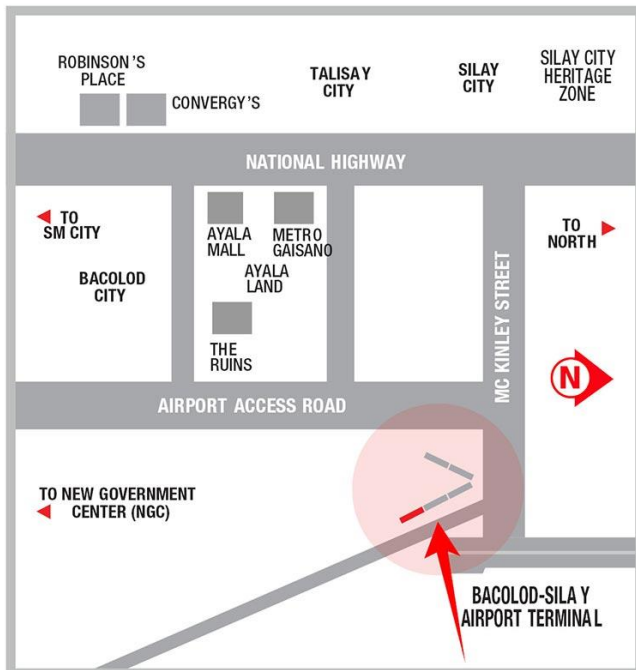 ROBINSON'S
PLACE
CONVERGY'S
TALISAY
CITY
SILAY
CITY
SILAY CITY
HERITAGE
ZONE
NATIONAL HIGHWAY
TO
SM CITY
BACOLOD
CITY
AYALA
MALL
METRO
GAISANO
AYALA
LAND
THE
RUINS
MC KINLEY STREET
TO
NORTH
N
AIRPORT ACCESS ROAD
TO NEW GOVERNMENT
CENTER (NGC)
BACOLOD-SILAY
AIRPORT TERMINAL